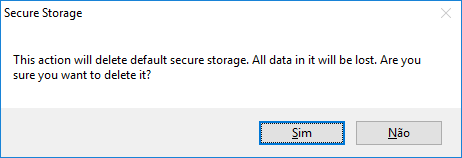 Secure Storage
This action will delete default secure storage. All data in it will be lost. Are you
sure you want to delete it?
Sim
Não